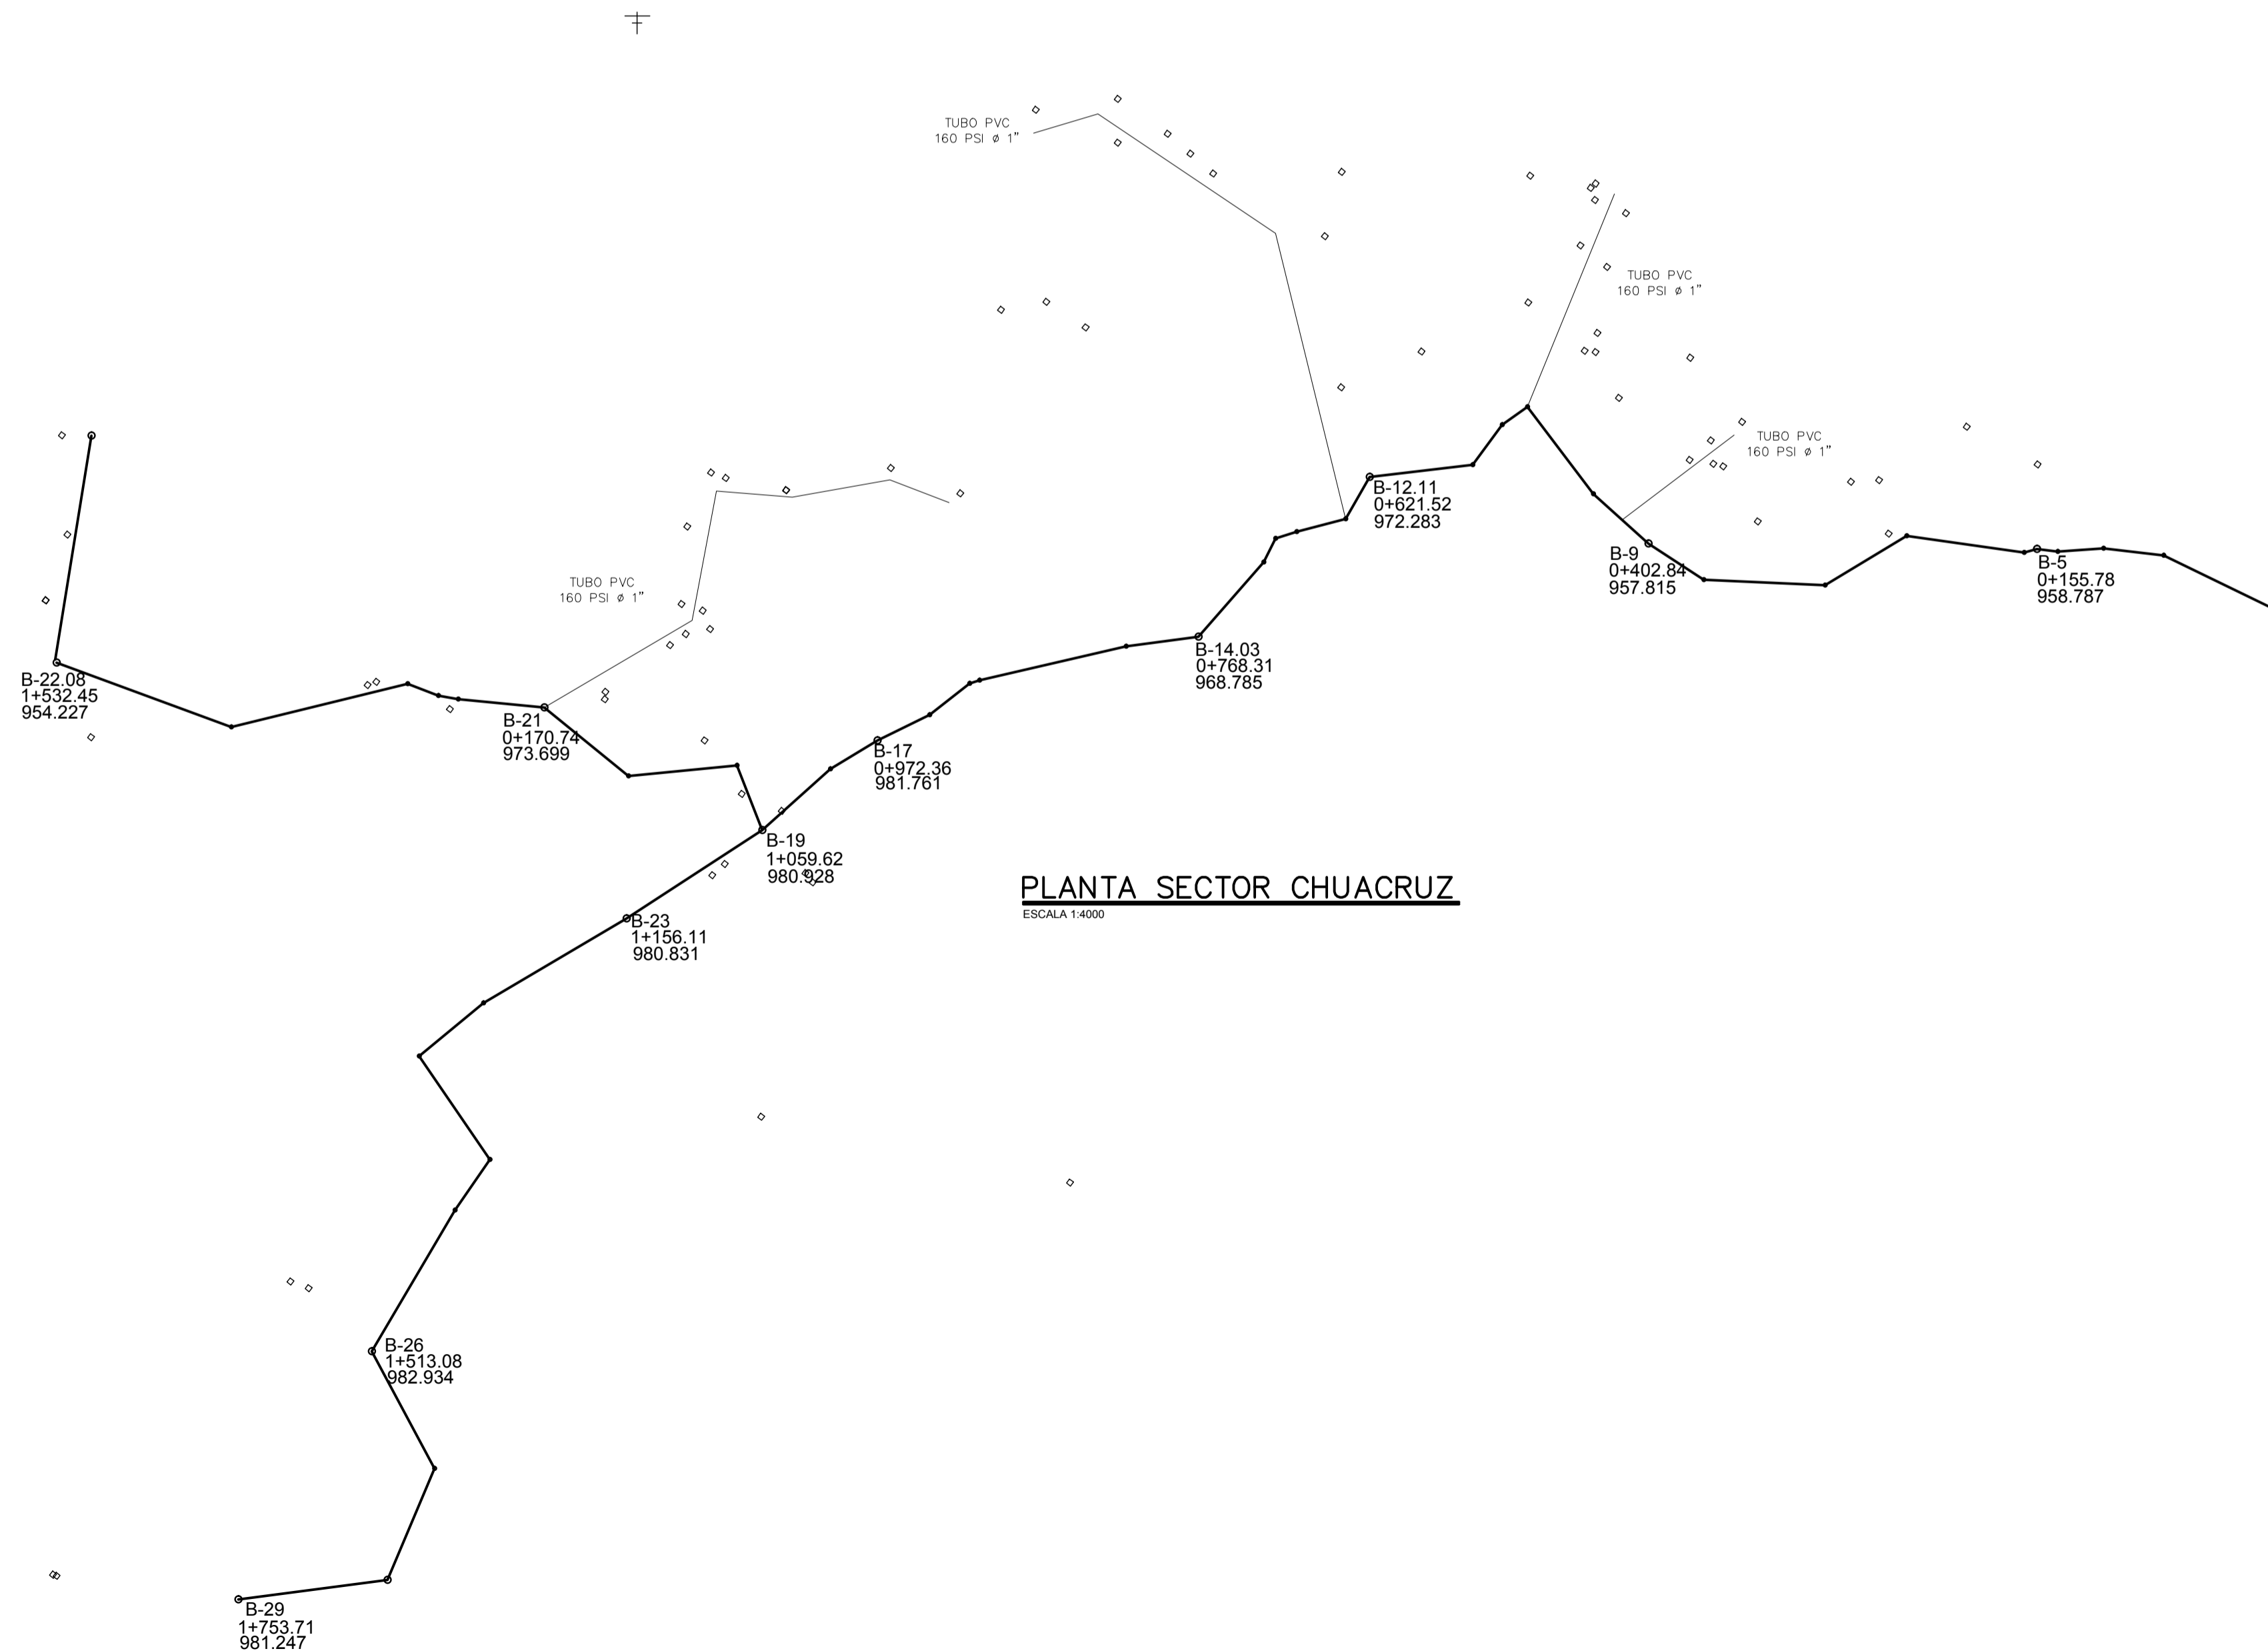 TUBO PVC
160 PSI ø 1"
TUBO PVC
160 PSI ø 1"
TUBO PVC
160 PSI ø 1"
B-12.11
0+621.52
972.283
B-9
0+402.84
957.815
B-5
0+155.78
958.787
TUBO PVC
160 PSI ø 1"
B-14.03
0+768.31
968.785
B-22.08
1+532.45
954.227
B-21
0+170.74
973.699
B-17
0+972.36
981.761
B-19
1+059.62
980.928
PLANTA SECTOR CHUACRUZ
ESCALA 1:4000
B-23
1+156.11
980.831
B-26
1+513.08
982.934
B-29
1+753.71
981.247